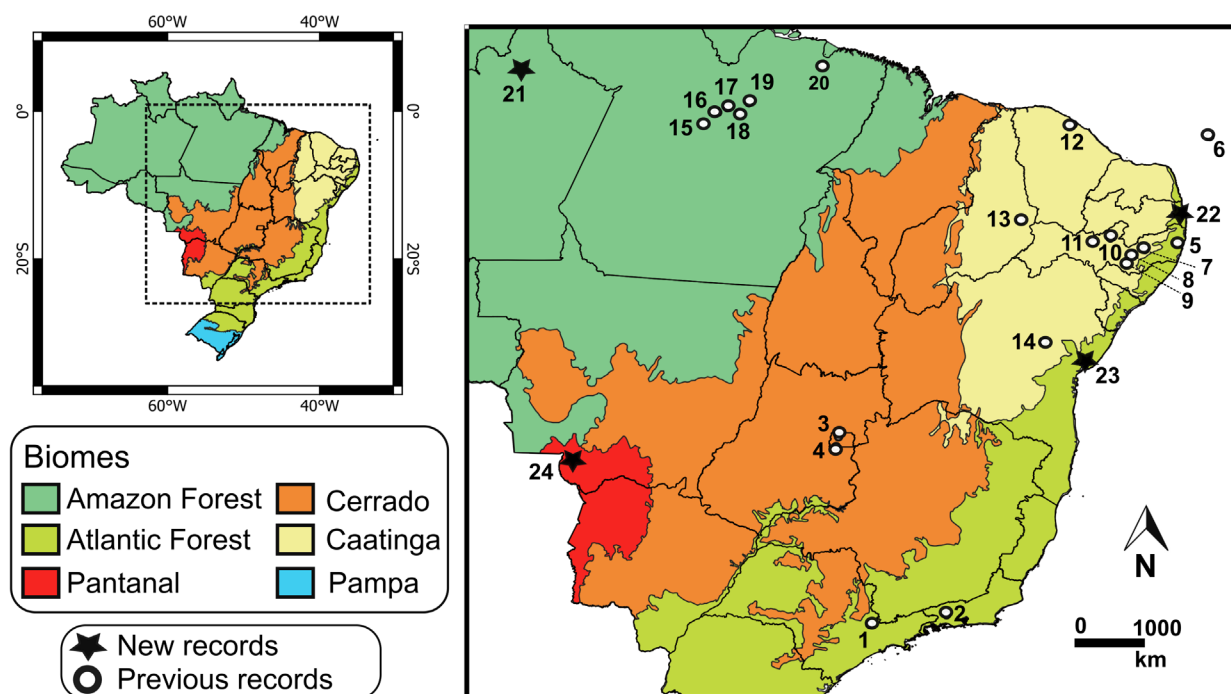 60°W 40°W
0° 0°
20°S 20°S
60°W 40°W
Biomes
Amazon Forest Cerrado
Atlantic Forest Caatinga
Pantanal Pampa
New records
Previous records
21
20
19
17
16
15
18
12
6
13
22
11
10
5
7
8
9
14
23
3
4
24
N
1
2
0 1000
km